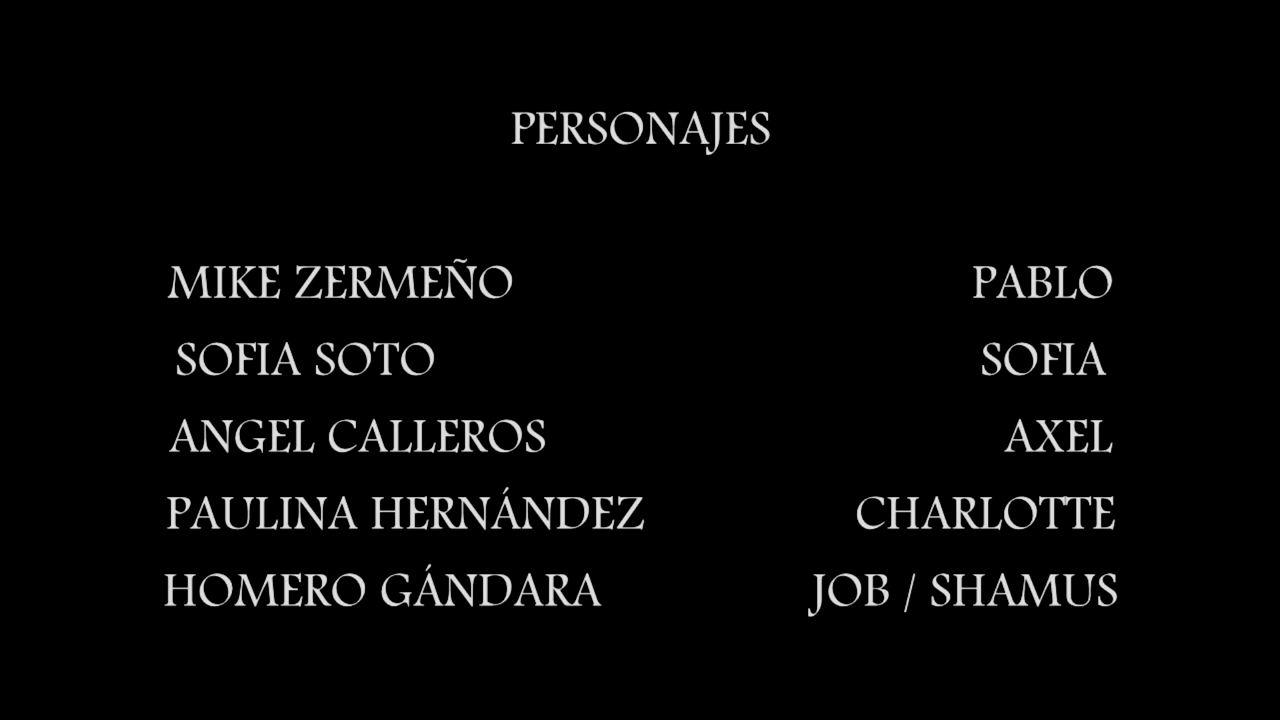 PERSONAJES
MIKE ZERMEÑO PABLO
SOFIA SOTO SOFIA
ANGEL CALLEROS AXEL
PAULINA HERNÁNDEZ CHARLOTTE
HOMERO GÁNDARA JOB / SHAMUS